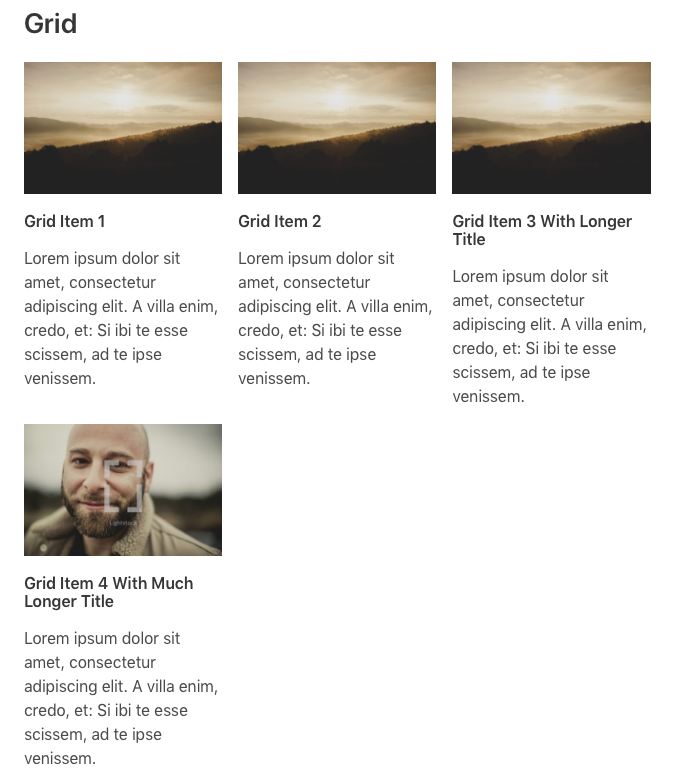 Grid
Grid Item 1
Lorem ipsum dolor sit
amet, consectetur
adipiscing elit. A villa enim,
credo, et: Si ibi te esse
scissem, ad te ipse
venissem.
Grid Item 2
Lorem ipsum dolor sit
amet, consectetur
adipiscing elit. A villa enim,
credo, et: Si ibi te esse
scissem, ad te ipse
venissem.
Grid Item 3 With Longer
Title
Lorem ipsum dolor sit
amet, consectetur
adipiscing elit. A villa enim,
credo, et: Si ibi te esse
scissem, ad te ipse
venissem.
Grid Item 4 With Much
Longer Title
Lorem ipsum dolor sit
amet, consectetur
adipiscing elit. A villa enim,
credo, et: Si ibi te esse
scissem, ad te ipse
venissem.